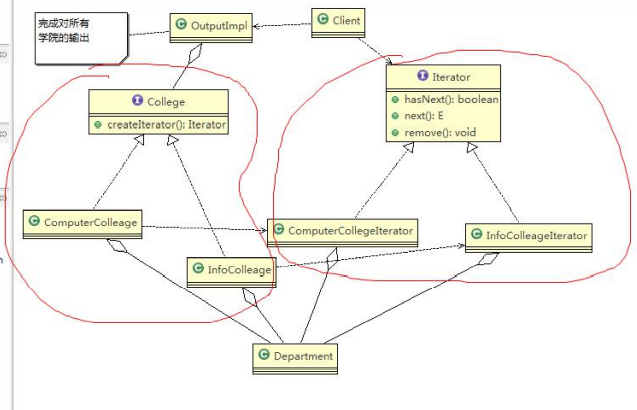 完成对所有
学院的输出
C OutputImpl
C Client
I College
createIterator(); Iterator
I Iterator
hasNext(): boolean
next(): E
remove(): void
C ComputerColleage
C ComputerCollegeIterator
C InfoColleageIterator
C InfoColleage
C Department